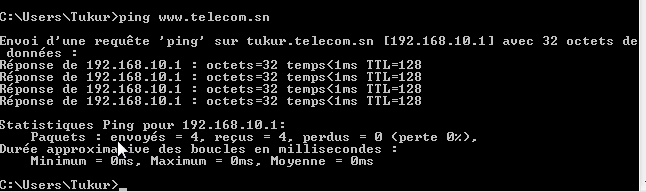 C:\Users\Tukur>ping www.telecom.sn
Envoi d'une requête 'ping' sur tukur.telecom.sn [192.168.10.1] avec 32 octets de
données :
Réponse de 192.168.10.1 : octets=32 temps<1ms TTL=128
Réponse de 192.168.10.1 : octets=32 temps<1ms TTL=128
Réponse de 192.168.10.1 : octets=32 temps<1ms TTL=128
Réponse de 192.168.10.1 : octets=32 temps<1ms TTL=128
Statistiques Ping pour 192.168.10.1:
Paquets : envoyés = 4, reçus = 4, perdus = 0 (perte 0%),
Durée approximative des boucles en millisecondes :
Minimum = 0ms, Maximum = 0ms, Moyenne = 0ms
C:\Users\Tukur>_